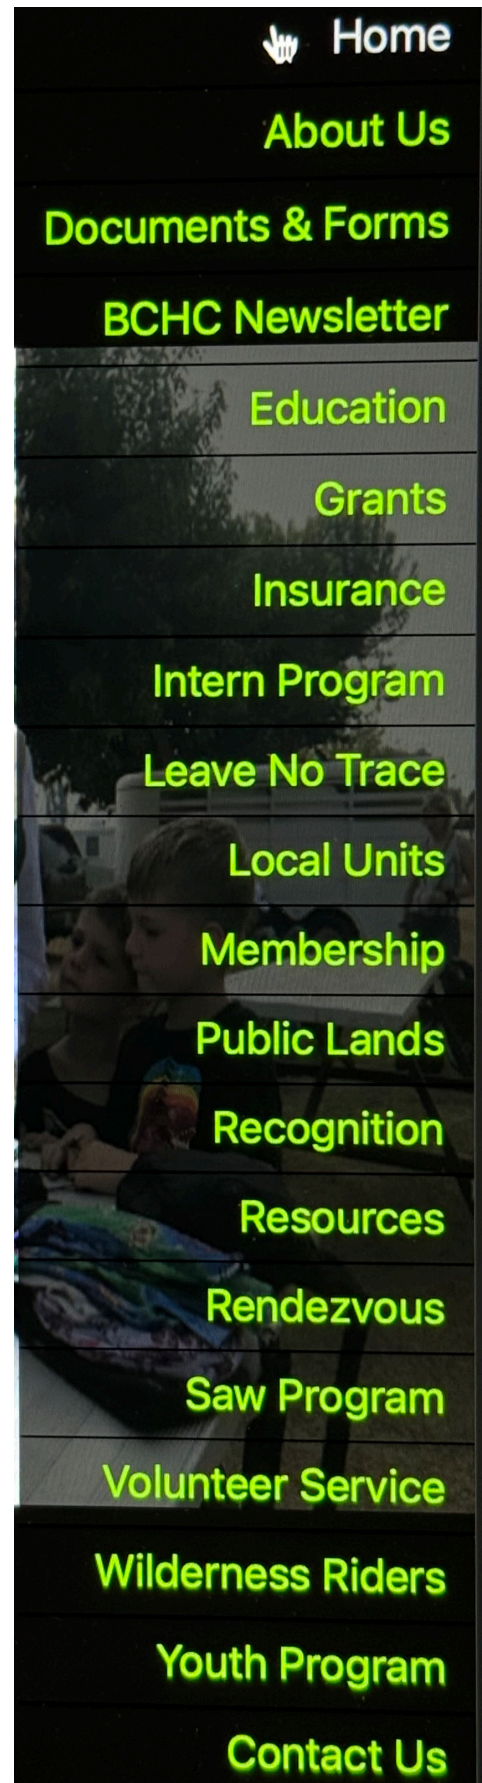 Home
About Us
Documents & Forms
BCHC Newsletter
Education
Grants
Insurance
Intern Program
Leave No Trace
Local Units
Membership
Public Lands
Recognition
Resources
Rendezvous
Saw Program
Volunteer Service
Wilderness Riders
Youth Program
Contact Us